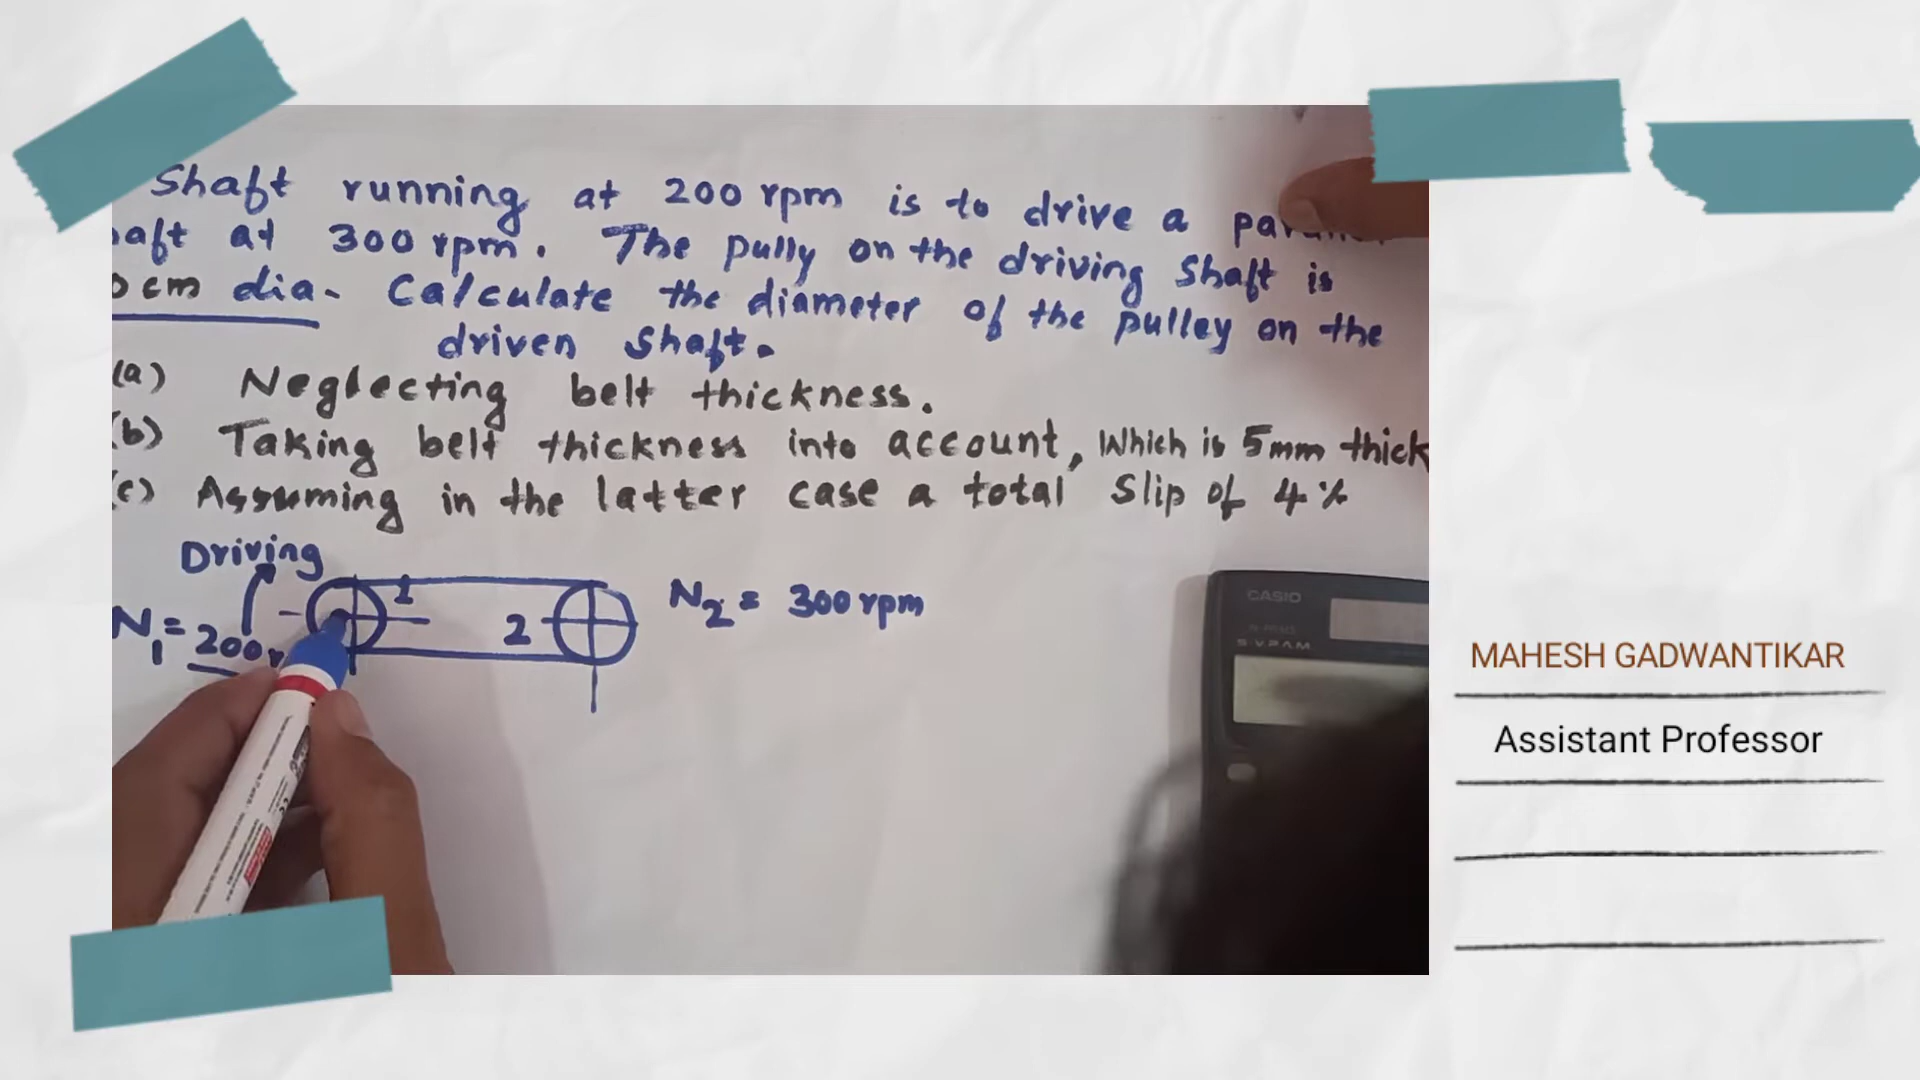 Shaft running at 200 rpm is to drive a
aft at 300 rpm. The pully on the driving Shaft is
0 cm dia. Calculate the diameter of the pulley on the
driven Shaft.
(a) Neglecting belt thickness.
(b) Taking belt thickness into account, Which is 5mm thick
(c) Assuming in the latter case a total Slip of 4%
Driving
1
2
N1 = 200
N2 = 300 rpm
CASIO
S-V.P.A.M.
MAHESH GADWANTIKAR
Assistant Professor